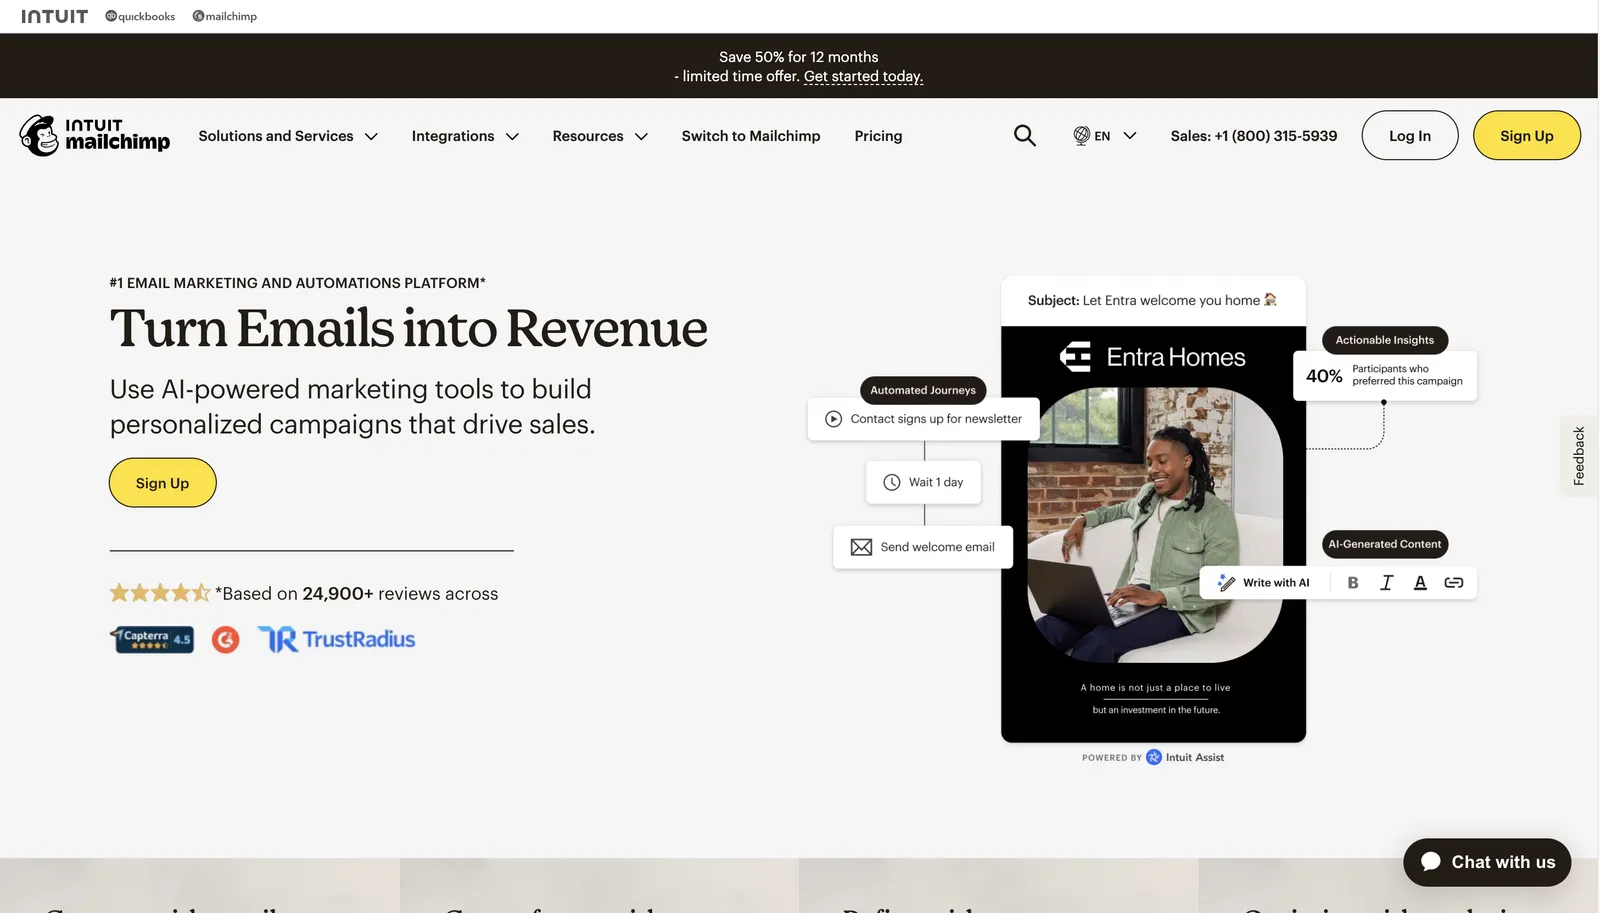 INTUIT quickbooks mailchimp
Save 50% for 12 months
- limited time offer. Get started today.
INTUIT
mailchimp
Solutions and Services
Integrations
Resources
Switch to Mailchimp
Pricing
EN
Sales: +1 (800) 315-5939
Log In
Sign Up
#1 EMAIL MARKETING AND AUTOMATIONS PLATFORM*
Turn Emails into Revenue
Use AI-powered marketing tools to build
personalized campaigns that drive sales.
Sign Up
*Based on 24,900+ reviews across
Capterra 4.5
G2
TrustRadius
Automated Journeys
Contact signs up for newsletter
Wait 1 day
Send welcome email
Subject: Let Entra welcome you home
Entra Homes
A home is not just a place to live
but an investment in the future.
POWERED BY Intuit Assist
Actionable Insights
40% Participants who
preferred this campaign
AI-Generated Content
Write with AI B I A
Feedback
Chat with us